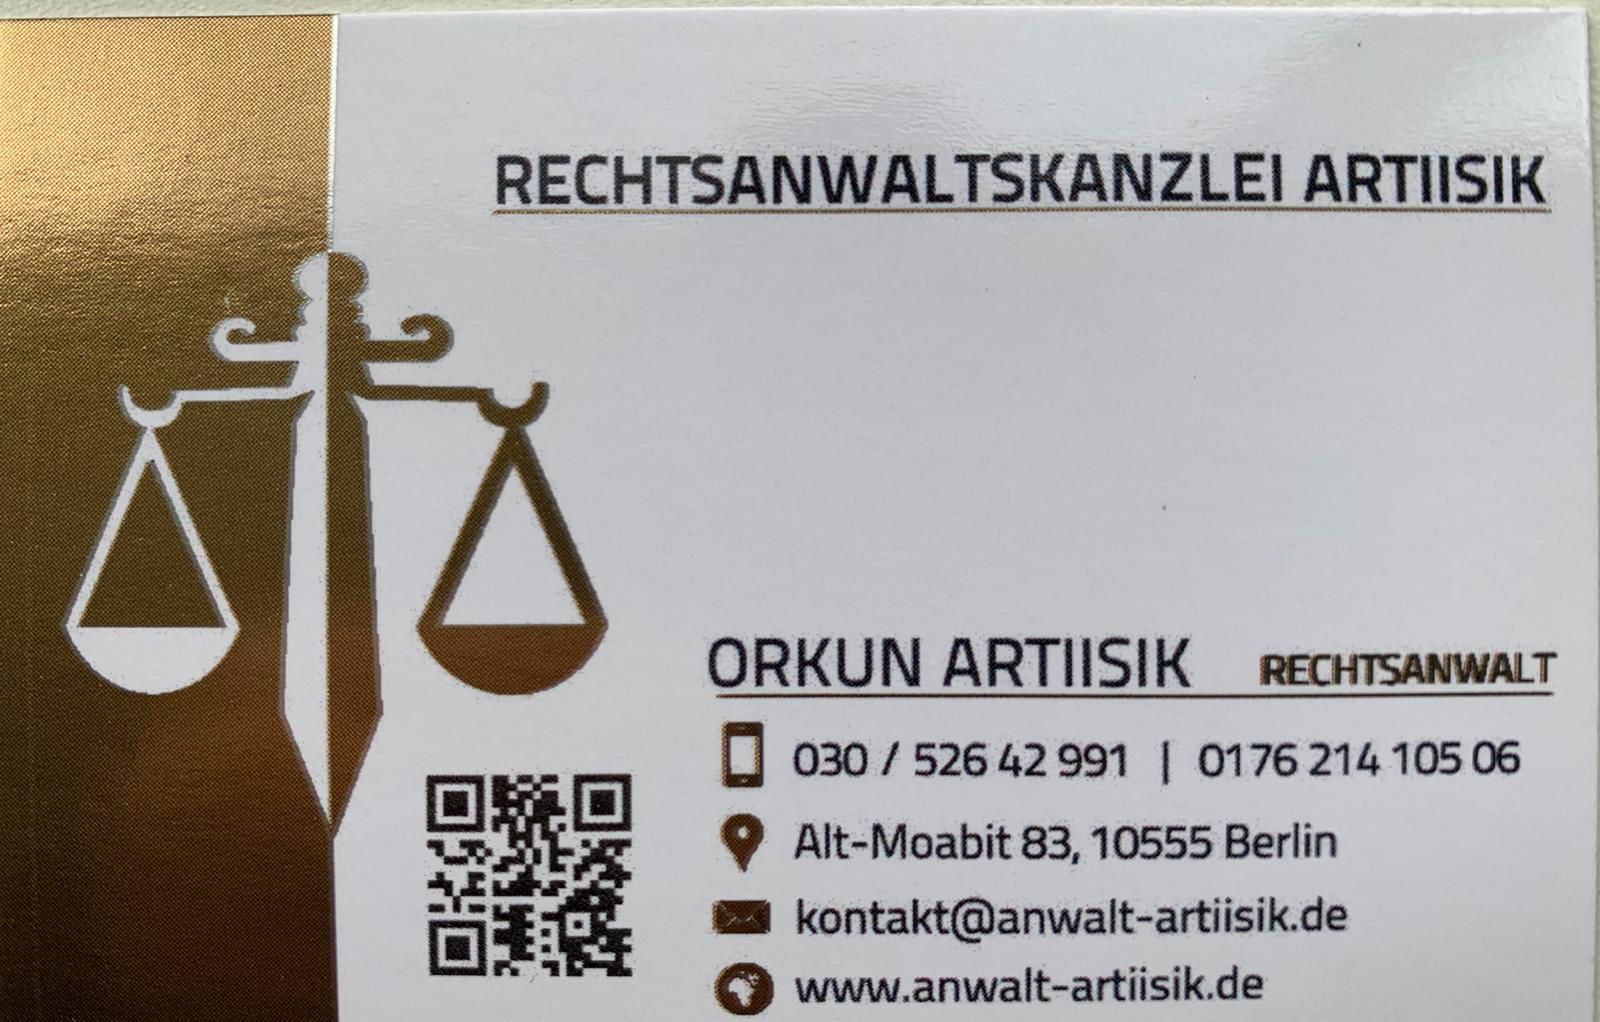 RECHTSANWALTSKANZLEI ARTIISIK
ORKUN ARTIISIK RECHTSANWALT
030 / 526 42 991 | 0176 214 105 06
Alt-Moabit 83, 10555 Berlin
kontakt@anwalt-artiisik.de
www.anwalt-artiisik.de